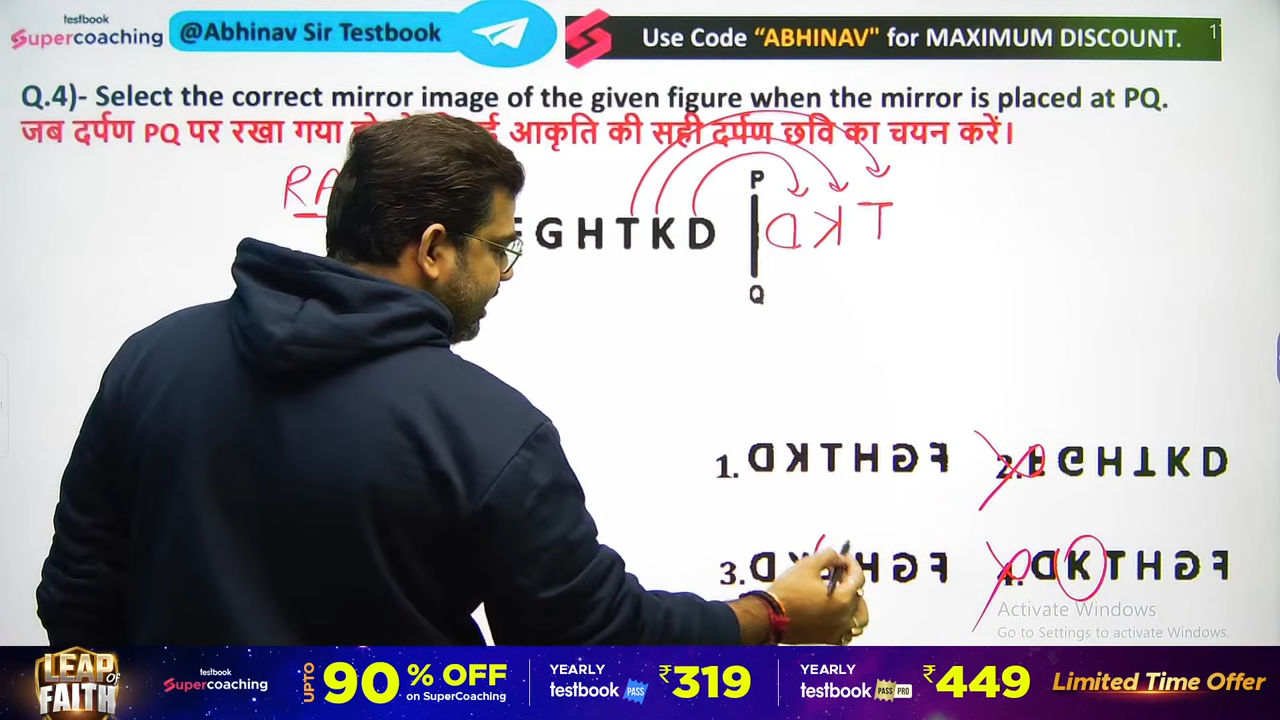 testbook
Supercoaching
@Abhinav Sir Testbook
Use Code “ABHINAV" for MAXIMUM DISCOUNT.
Q.4)- Select the correct mirror image of the given figure when the mirror is placed at PQ.
जब दर्पण PQ पर रखा गया आकृति की सही दर्पण छवि का चयन करें।
RA
GHTKD
P
Q
D K T
1. D K T H G F
2. G H T K D
3. D H G F
4. D K T H G F
Activate Windows
Go to Settings to activate Windows.
LEAP OF FAITH
testbook
Supercoaching
UPTO 90 % OFF
on SuperCoaching
YEARLY
testbook PASS
₹319
YEARLY
testbook PASS PRO
₹449
Limited Time Offer